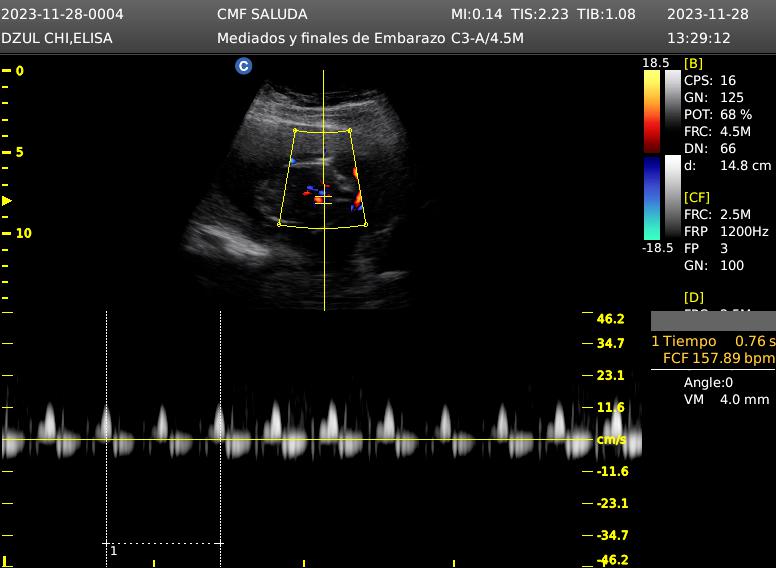 2023-11-28-0004 CMF SALUDA MI:0.14 TIS:2.23 TIB:1.08 2023-11-28
DZUL CHI,ELISA Mediados y finales de Embarazo C3-A/4.5M 13:29:12
C
0
5
10
18.5
-18.5
[B]
CPS: 16
GN: 125
POT: 68 %
FRC: 4.5M
DN: 66
d: 14.8 cm
[CF]
FRC: 2.5M
FRP 1200Hz
FP 3
GN: 100
[D]
1 Tiempo 0.76 s
FCF 157.89 bpm
Angle:0
VM 4.0 mm
46.2
34.7
23.1
11.6
cm/s
-11.6
-23.1
-34.7
-46.2
1